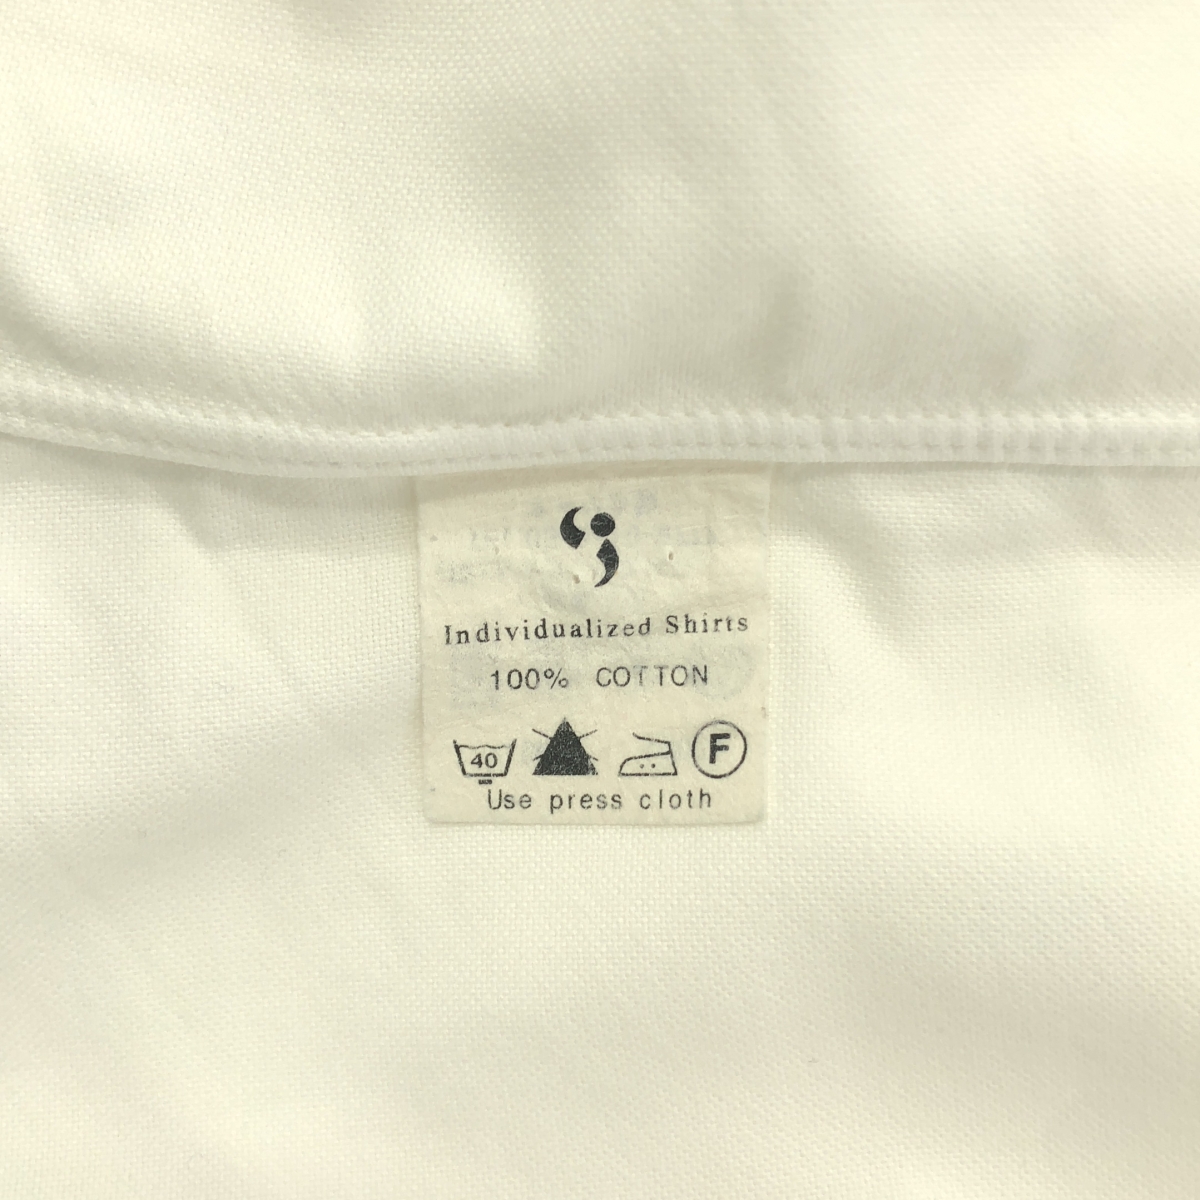 Individualized Shirts
100% COTTON
40 F
Use press cloth